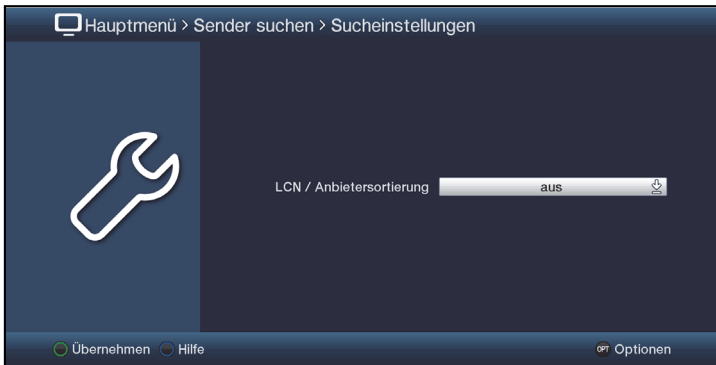 Hauptmenü > Sender suchen > Sucheinstellungen
LCN / Anbietersortierung aus
Übernehmen Hilfe OPT Optionen